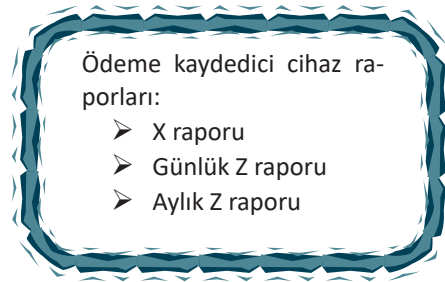 Ödeme kaydedici cihaz ra-
porları:
➢ X raporu
➢ Günlük Z raporu
➢ Aylık Z raporu